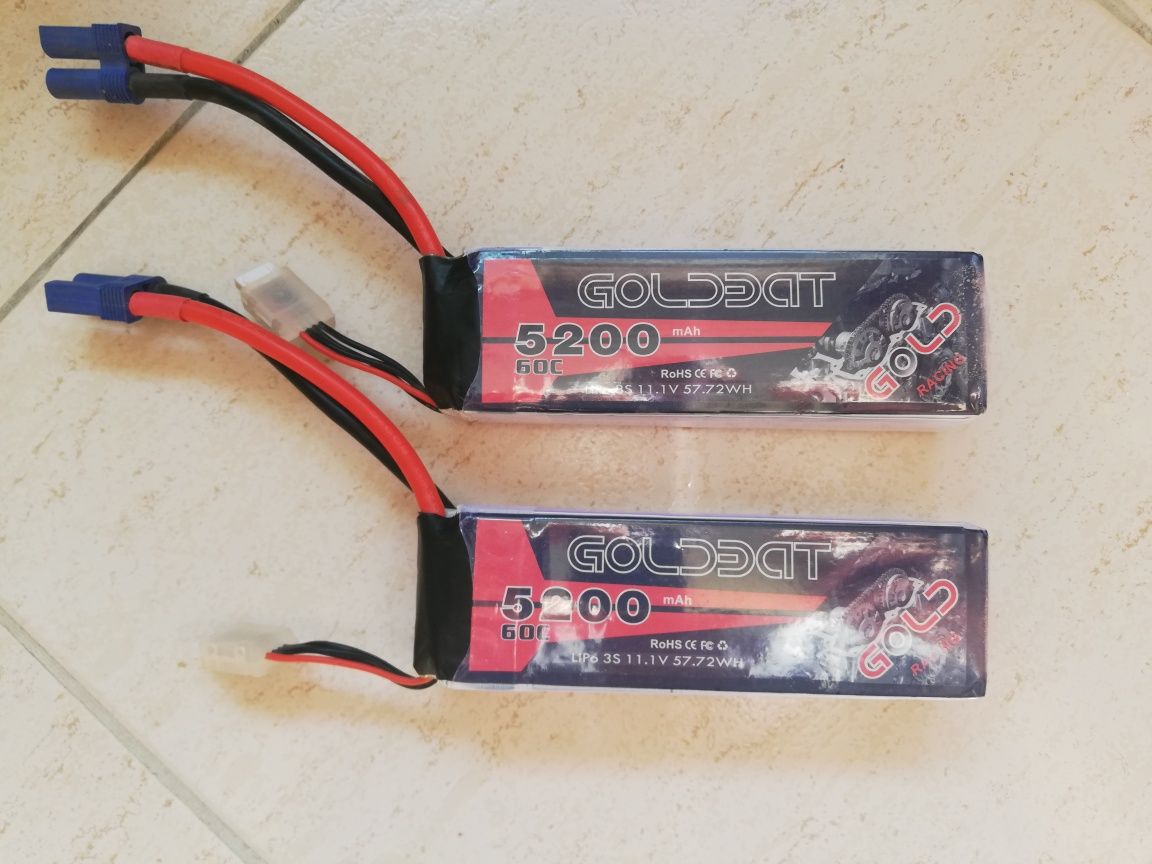 GOLDBAT
5200 mAh
60C
RoHS CE FC
3S 11.1V 57.72WH
GOLD
RACING
GOLDBAT
5200 mAh
60C
RoHS CE FC
3S 11.1V 57.72WH
GOLD
RACING